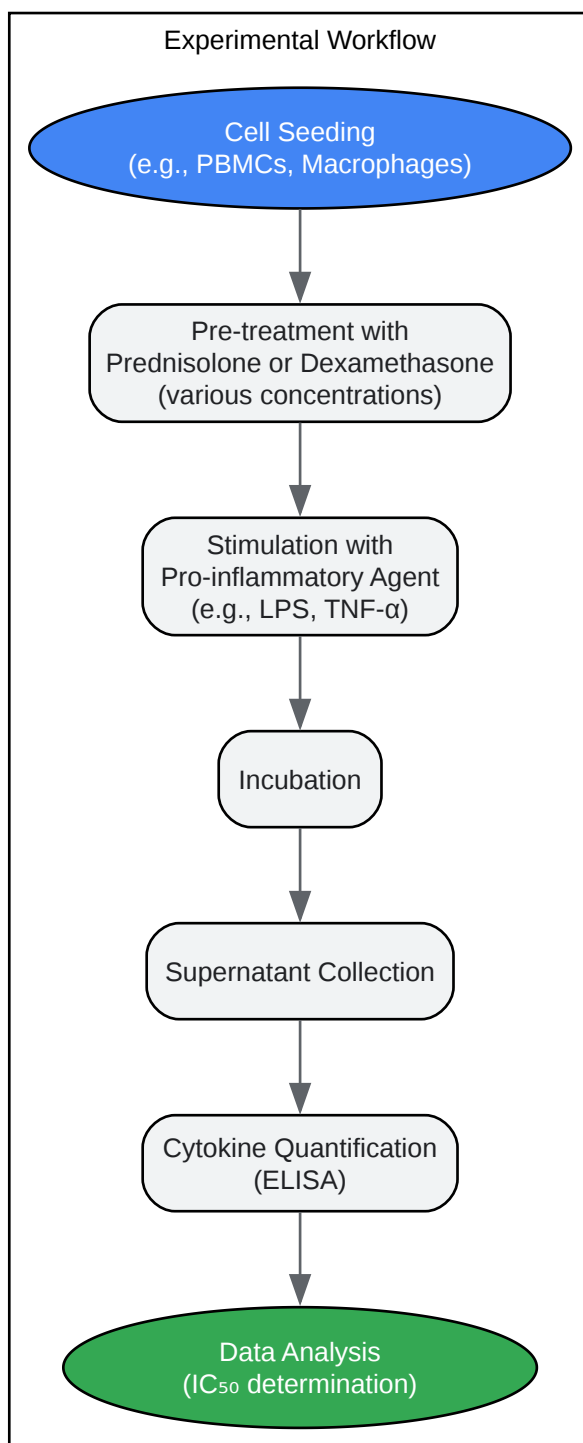 Experimental Workflow
Cell Seeding
(e.g., PBMCs, Macrophages)
Pre-treatment with
Prednisolone or Dexamethasone
(various concentrations)
Stimulation with
Pro-inflammatory Agent
(e.g., LPS, TNF-α)
Incubation
Supernatant Collection
Cytokine Quantification
(ELISA)
Data Analysis
(IC₅₀ determination)